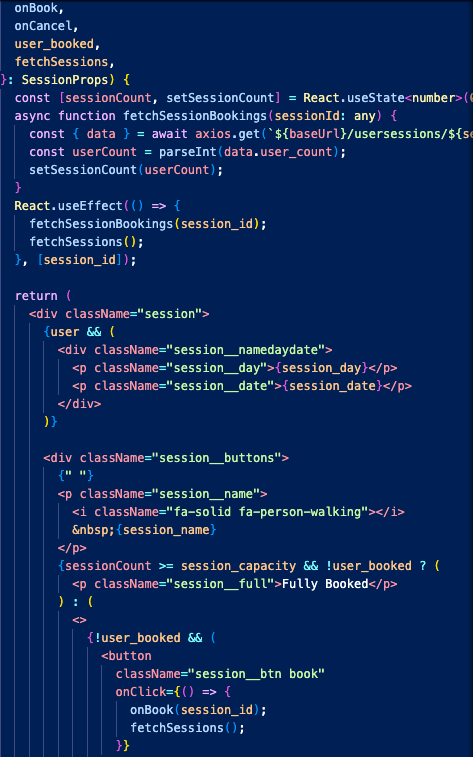 onBook,
onCancel,
user_booked,
fetchSessions,
}: SessionProps) {
const [sessionCount, setSessionCount] = React.useState<number>(
async function fetchSessionBookings(sessionId: any) {
const { data } = await axios.get(`${baseUrl}/usersessions/${se
const userCount = parseInt(data.user_count);
setSessionCount(userCount);
}
React.useEffect(() => {
fetchSessionBookings(session_id);
fetchSessions();
}, [session_id]);
return (
<div className="session">
{user && (
<div className="session__namedaydate">
<p className="session__day">{session_day}</p>
<p className="session__date">{session_date}</p>
</div>
)}
<div className="session__buttons">
{" "}
<p className="session__name">
<i className="fa-solid fa-person-walking"></i>
&nbsp;{session_name}
</p>
{sessionCount >= session_capacity && !user_booked ? (
<p className="session__full">Fully Booked</p>
) : (
<>
{!user_booked && (
<button
className="session__btn book"
onClick={() => {
onBook(session_id);
fetchSessions();
}}